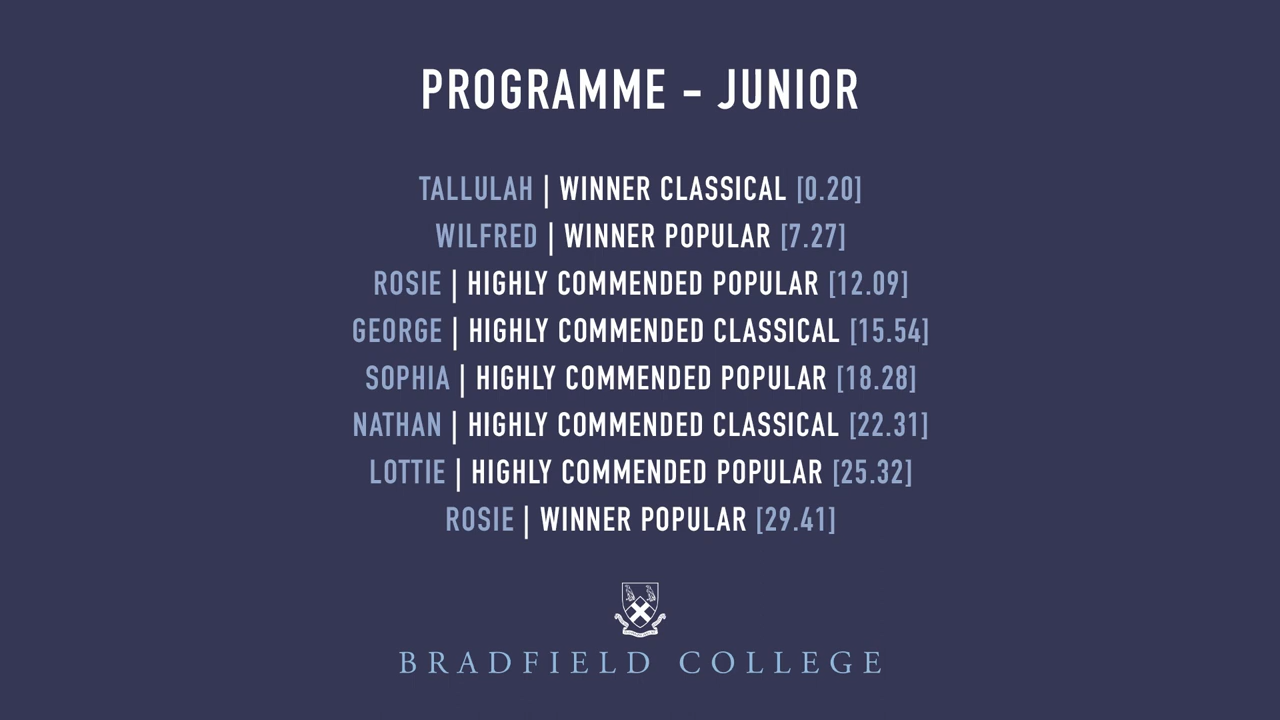 PROGRAMME - JUNIOR
TALLULAH | WINNER CLASSICAL [0.20]
WILFRED | WINNER POPULAR [7.27]
ROSIE | HIGHLY COMMENDED POPULAR [12.09]
GEORGE | HIGHLY COMMENDED CLASSICAL [15.54]
SOPHIA | HIGHLY COMMENDED POPULAR [18.28]
NATHAN | HIGHLY COMMENDED CLASSICAL [22.31]
LOTTIE | HIGHLY COMMENDED POPULAR [25.32]
ROSIE | WINNER POPULAR [29.41]
BRADFIELD COLLEGE